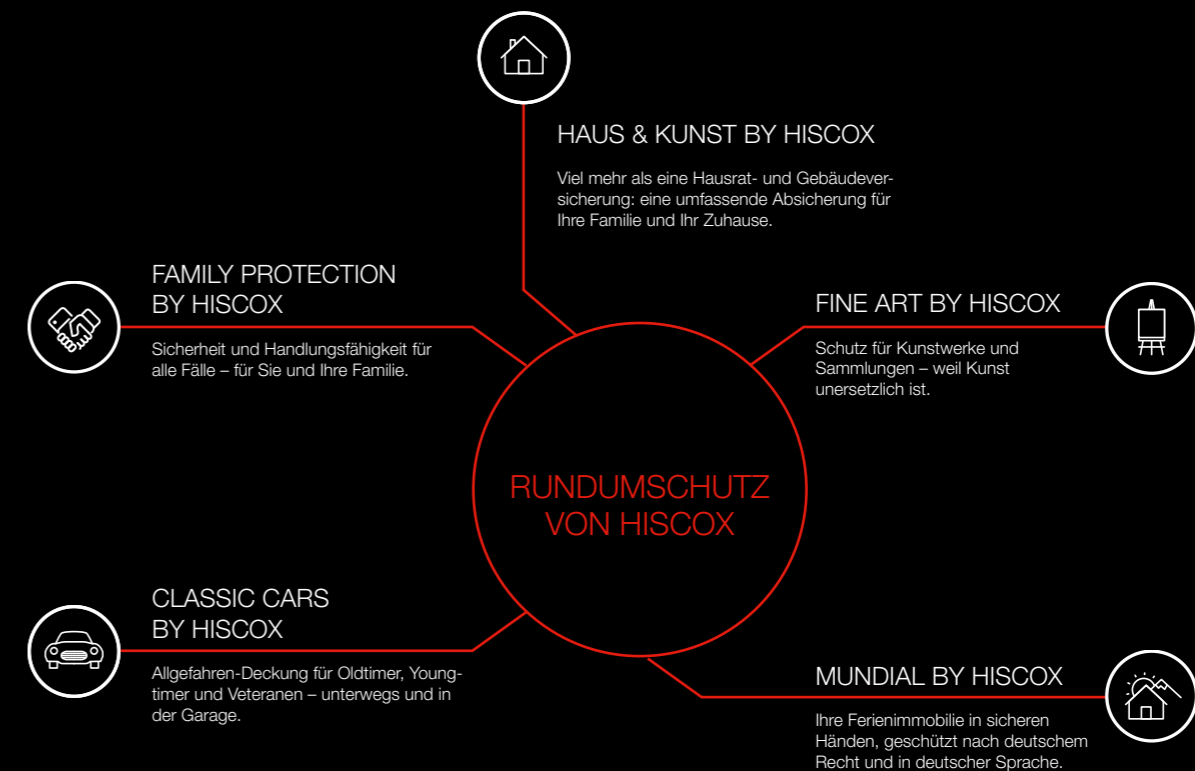 HAUS & KUNST BY HISCOX
Viel mehr als eine Hausrat- und Gebäudever-
sicherung: eine umfassende Absicherung für
Ihre Familie und Ihr Zuhause.
FAMILY PROTECTION
BY HISCOX
Sicherheit und Handlungsfähigkeit für
alle Fälle – für Sie und Ihre Familie.
FINE ART BY HISCOX
Schutz für Kunstwerke und
Sammlungen – weil Kunst
unersetzlich ist.
RUNDUMSCHUTZ
VON HISCOX
CLASSIC CARS
BY HISCOX
Allgefahren-Deckung für Oldtimer, Young-
timer und Veteranen – unterwegs und in
der Garage.
MUNDIAL BY HISCOX
Ihre Ferienimmobilie in sicheren
Händen, geschützt nach deutschem
Recht und in deutscher Sprache.